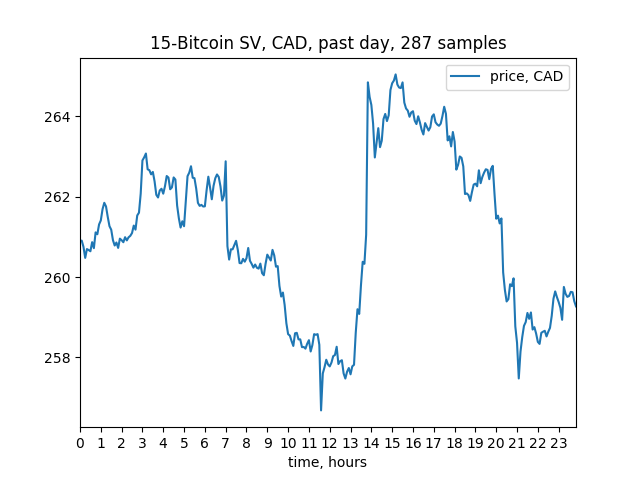 15-Bitcoin SV, CAD, past day, 287 samples
price, CAD
264
262
260
258
0 1 2 3 4 5 6 7 8 9 10 11 12 13 14 15 16 17 18 19 20 21 22 23
time, hours